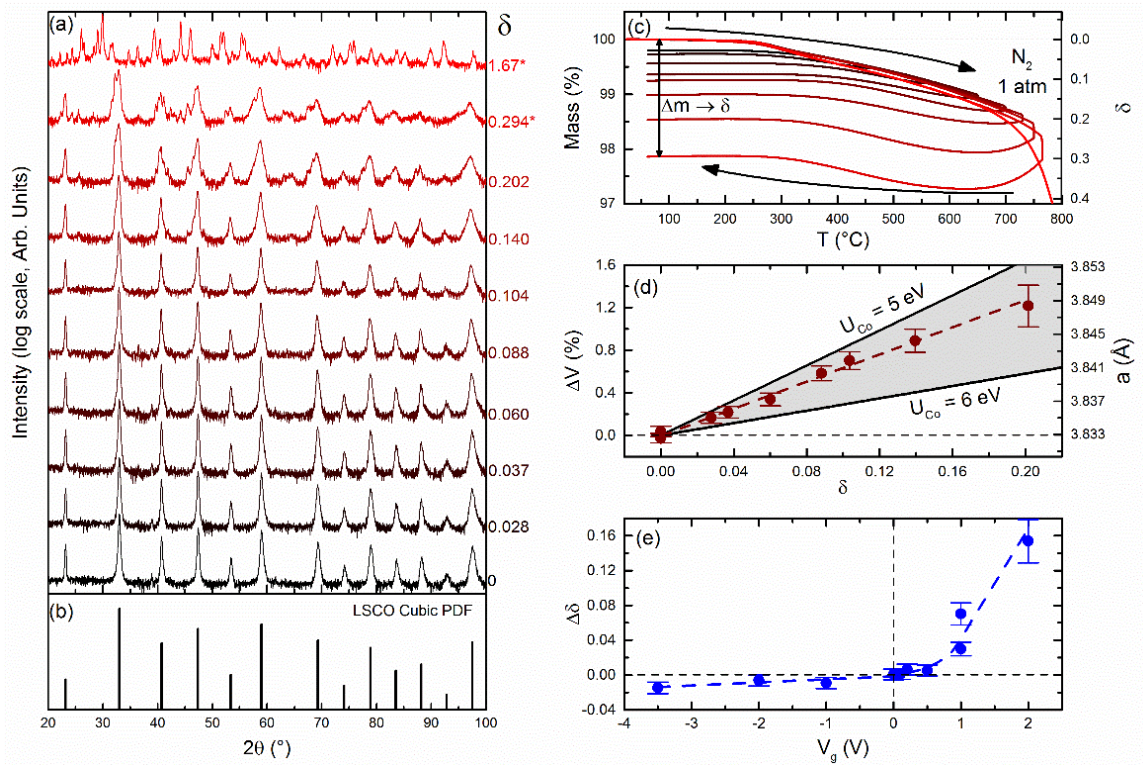 (a)
δ
1.67*
0.294*
0.202
0.140
0.104
0.088
0.060
0.037
0.028
0
Intensity (log scale, Arb. Units)
(b)
LSCO Cubic PDF
20 30 40 50 60 70 80 90 100
2θ (°)
(c)
N2
1 atm
Δm → δ
100
99
98
97
Mass (%)
0.0
0.1
0.2
0.3
0.4
δ
100 200 300 400 500 600 700 800
T (°C)
(d)
UCo = 5 eV
UCo = 6 eV
1.6
1.2
0.8
0.4
0.0
ΔV (%)
3.853
3.849
3.845
3.841
3.837
3.833
a (Å)
0.00 0.04 0.08 0.12 0.16 0.20
δ
(e)
0.16
0.12
0.08
0.04
0.00
-0.04
Δδ
-4 -3 -2 -1 0 1 2
Vg (V)